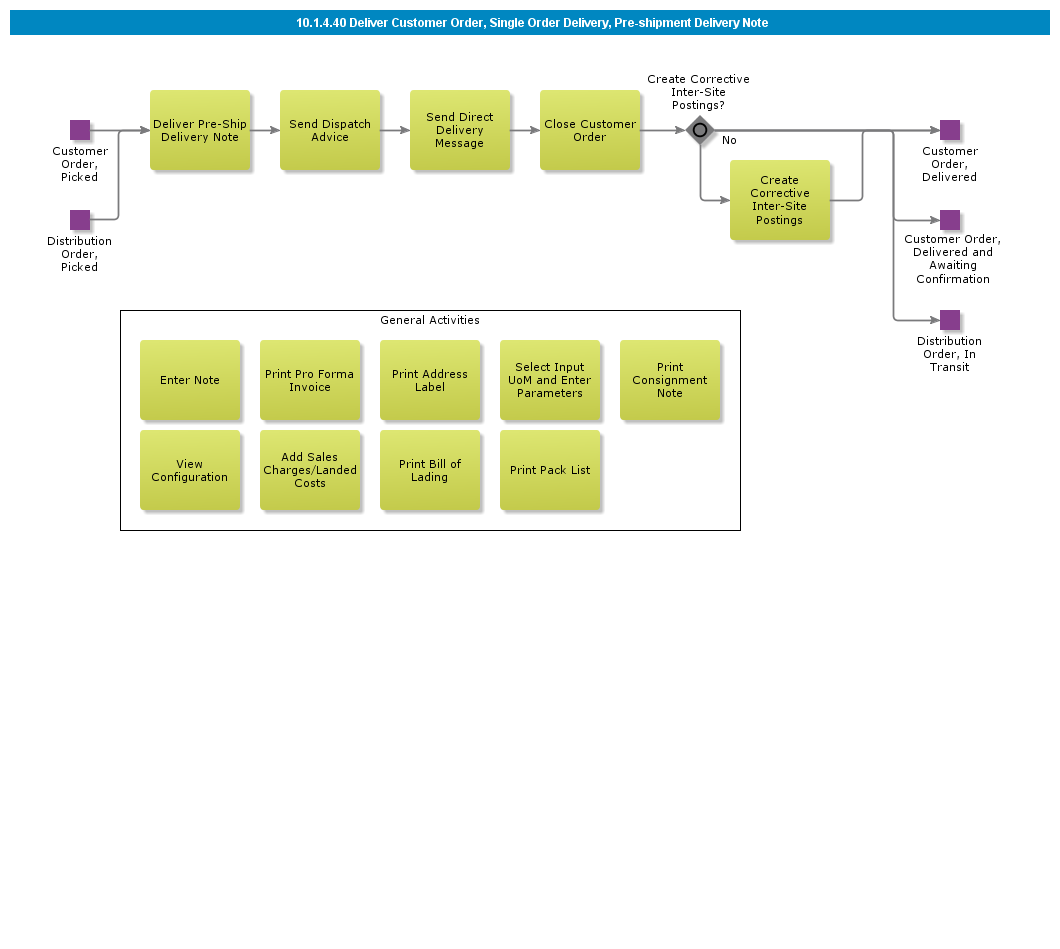 10.1.4.40 Deliver Customer Order, Single Order Delivery, Pre-shipment Delivery Note
Customer
Order,
Picked
Distribution
Order,
Picked
Deliver Pre-Ship
Delivery Note
Send Dispatch
Advice
Send Direct
Delivery
Message
Close Customer
Order
Create Corrective
Inter-Site
Postings?
No
Create
Corrective
Inter-Site
Postings
Customer
Order,
Delivered
Customer Order,
Delivered and
Awaiting
Confirmation
Distribution
Order, In
Transit
General Activities
Enter Note
Print Pro Forma
Invoice
Print Address
Label
Select Input
UoM and Enter
Parameters
Print
Consignment
Note
View
Configuration
Add Sales
Charges/Landed
Costs
Print Bill of
Lading
Print Pack List